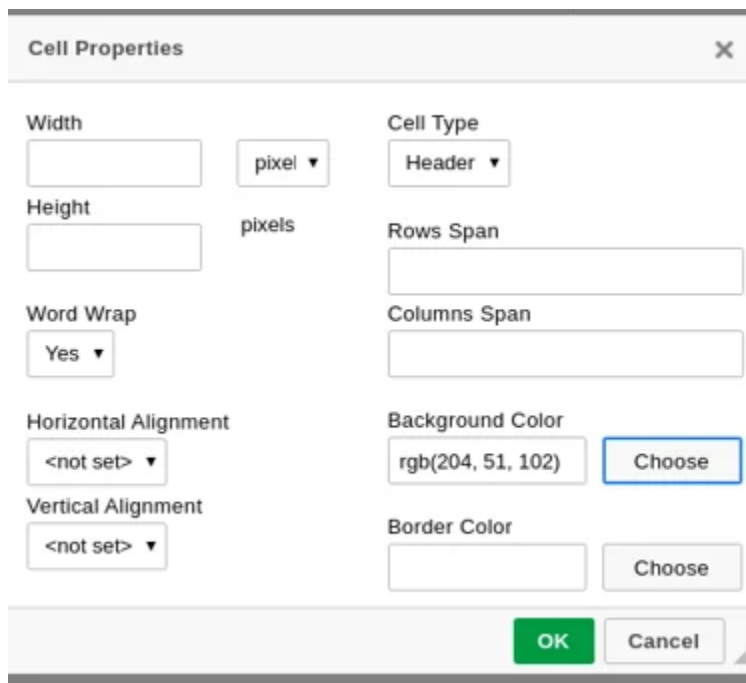 Cell Properties ×
Width
pixel ▼
Height
pixels
Word Wrap
Yes ▼
Horizontal Alignment
<not set> ▼
Vertical Alignment
<not set> ▼
Cell Type
Header ▼
Rows Span
Columns Span
Background Color
rgb(204, 51, 102) Choose
Border Color
Choose
OK Cancel